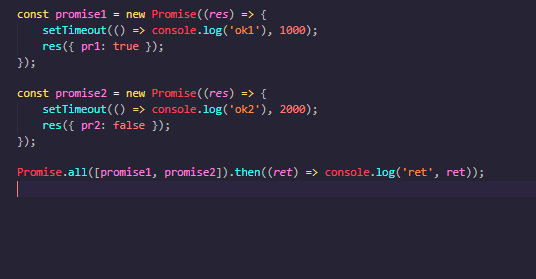 const promise1 = new Promise((res) => {
    setTimeout(() => console.log('ok1'), 1000);
    res({ pr1: true });
});
const promise2 = new Promise((res) => {
    setTimeout(() => console.log('ok2'), 2000);
    res({ pr2: false });
});
Promise.all([promise1, promise2]).then((ret) => console.log('ret', ret));